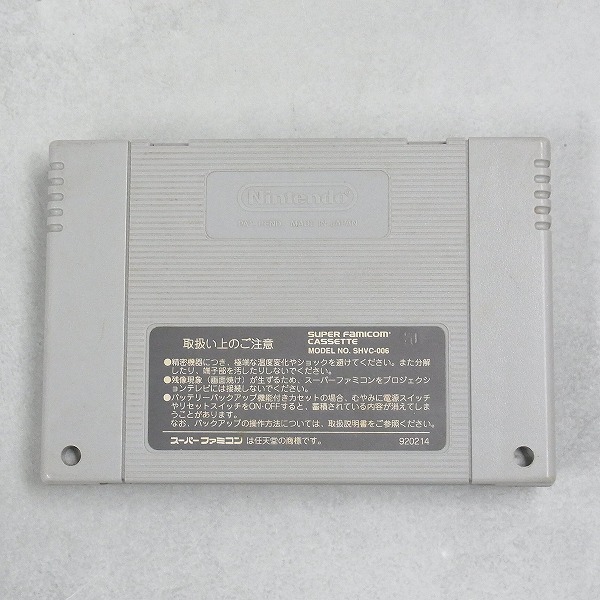 Nintendo
PAT. PEND. MADE IN JAPAN
取扱い上のご注意
SUPER FAMICOM
CASSETTE
MODEL NO. SHVC-006
●精密機器につき、極端な温度変化やショックを避けてください。また分解
したり、端子部を汚したりしないでください。
●残像現象（画面焼け）が生ずるため、スーパーファミコンをプロジェクシ
ョンテレビには接続しないでください。
●バッテリーバックアップ機能付きカセットの場合、むやみに電源スイッチ
やリセットスイッチをON-OFFすると、蓄積されている内容が消えてしま
うことがあります。
なお、バックアップの操作方法については、取扱説明書をご参照ください。
スーパーファミコン は任天堂の商標です。
920214